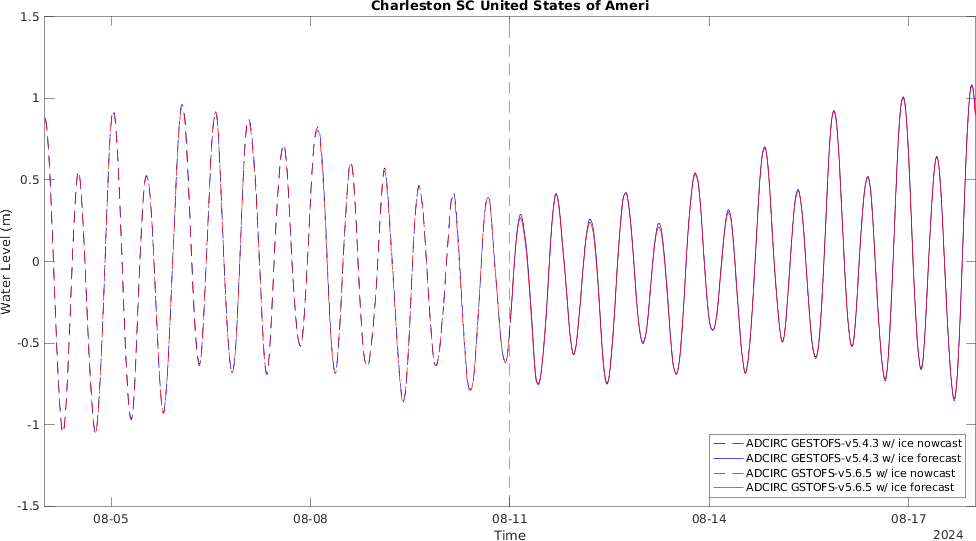 Charleston SC United States of Ameri
1.5
1
0.5
0
-0.5
-1
-1.5
Water Level (m)
08-05
08-08
08-11
08-14
08-17
Time
2024
ADCIRC GESTOFS-v5.4.3 w/ ice nowcast
ADCIRC GESTOFS-v5.4.3 w/ ice forecast
ADCIRC GSTOFS-v5.6.5 w/ ice nowcast
ADCIRC GSTOFS-v5.6.5 w/ ice forecast